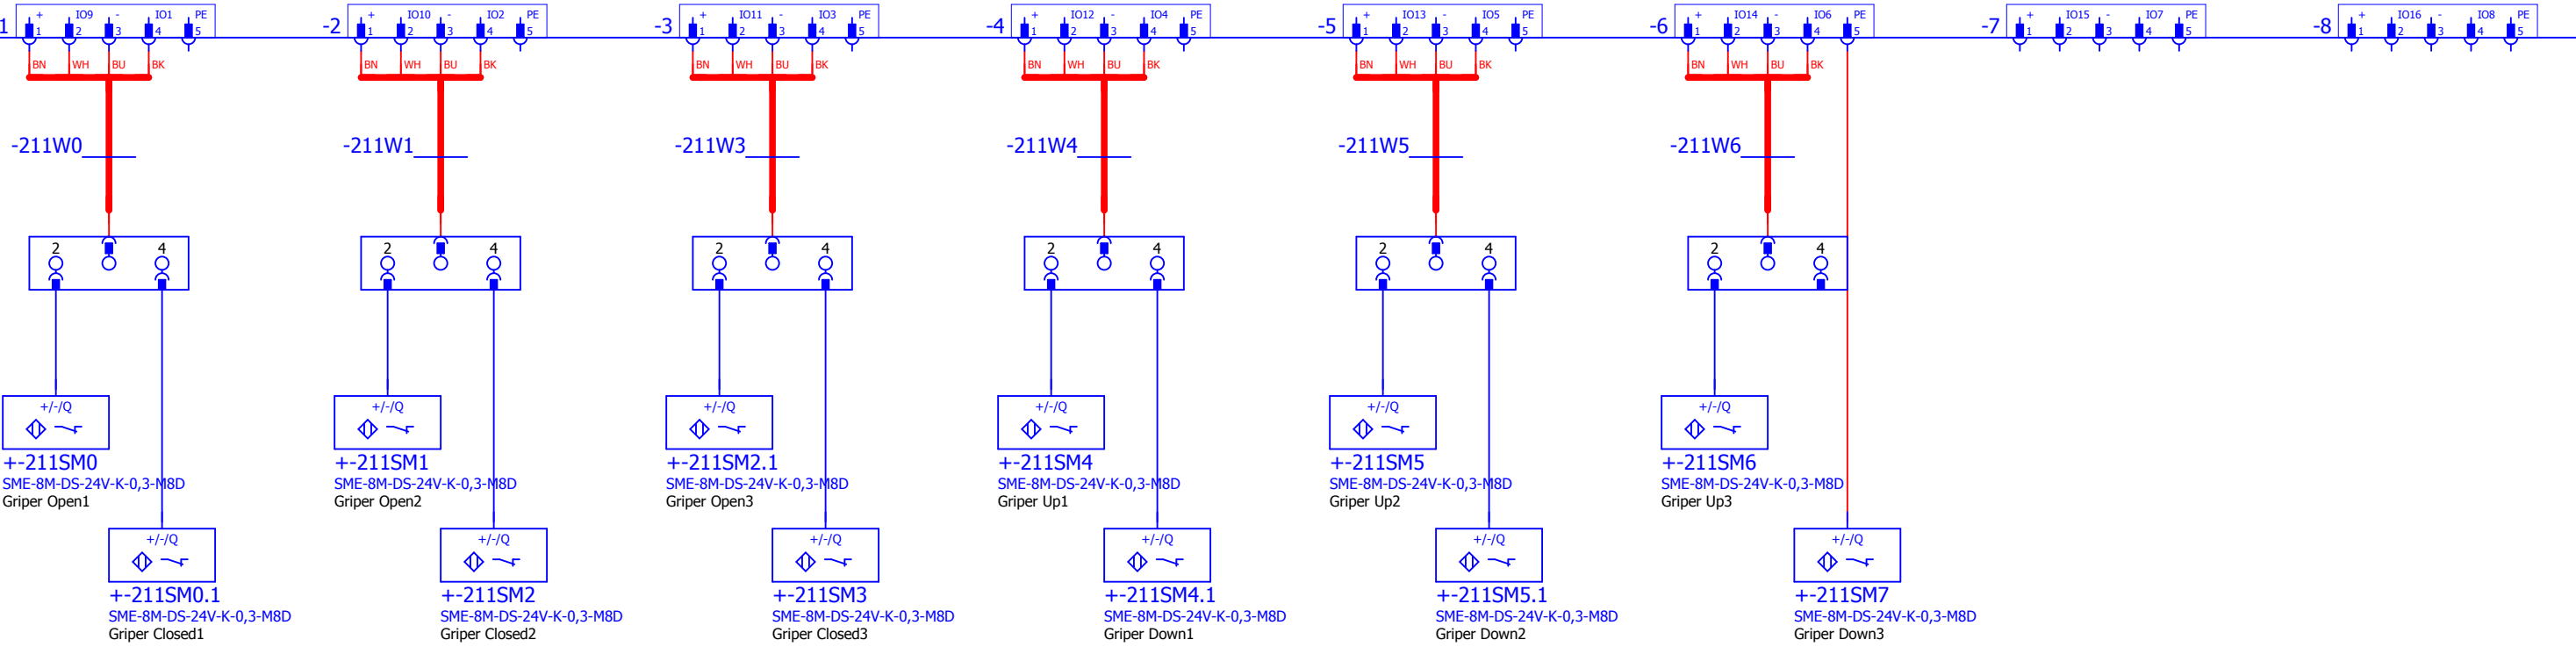 1 + IO9 - IO1 PE -2 + IO10 - IO2 PE -3 + IO11 - IO3 PE -4 + IO12 - IO4 PE -5 + IO13 - IO5 PE -6 + IO14 - IO6 PE -7 + IO15 - IO7 PE -8 + IO16 - IO8 PE
1 2 3 4 5 1 2 3 4 5 1 2 3 4 5 1 2 3 4 5 1 2 3 4 5 1 2 3 4 5 1 2 3 4 5 1 2 3 4 5
BN WH BU BK BN WH BU BK BN WH BU BK BN WH BU BK BN WH BU BK BN WH BU BK
-211W0 -211W1 -211W3 -211W4 -211W5 -211W6
2 4 2 4 2 4 2 4 2 4 2 4
+/-/Q +/-/Q +/-/Q +/-/Q +/-/Q +/-/Q
+-211SM0 +-211SM1 +-211SM2.1 +-211SM4 +-211SM5 +-211SM6
SME-8M-DS-24V-K-0,3-M8D SME-8M-DS-24V-K-0,3-M8D SME-8M-DS-24V-K-0,3-M8D SME-8M-DS-24V-K-0,3-M8D SME-8M-DS-24V-K-0,3-M8D SME-8M-DS-24V-K-0,3-M8D
Griper Open1 Griper Open2 Griper Open3 Griper Up1 Griper Up2 Griper Up3
+/-/Q +/-/Q +/-/Q +/-/Q +/-/Q +/-/Q
+-211SM0.1 +-211SM2 +-211SM3 +-211SM4.1 +-211SM5.1 +-211SM7
SME-8M-DS-24V-K-0,3-M8D SME-8M-DS-24V-K-0,3-M8D SME-8M-DS-24V-K-0,3-M8D SME-8M-DS-24V-K-0,3-M8D SME-8M-DS-24V-K-0,3-M8D SME-8M-DS-24V-K-0,3-M8D
Griper Closed1 Griper Closed2 Griper Closed3 Griper Down1 Griper Down2 Griper Down3